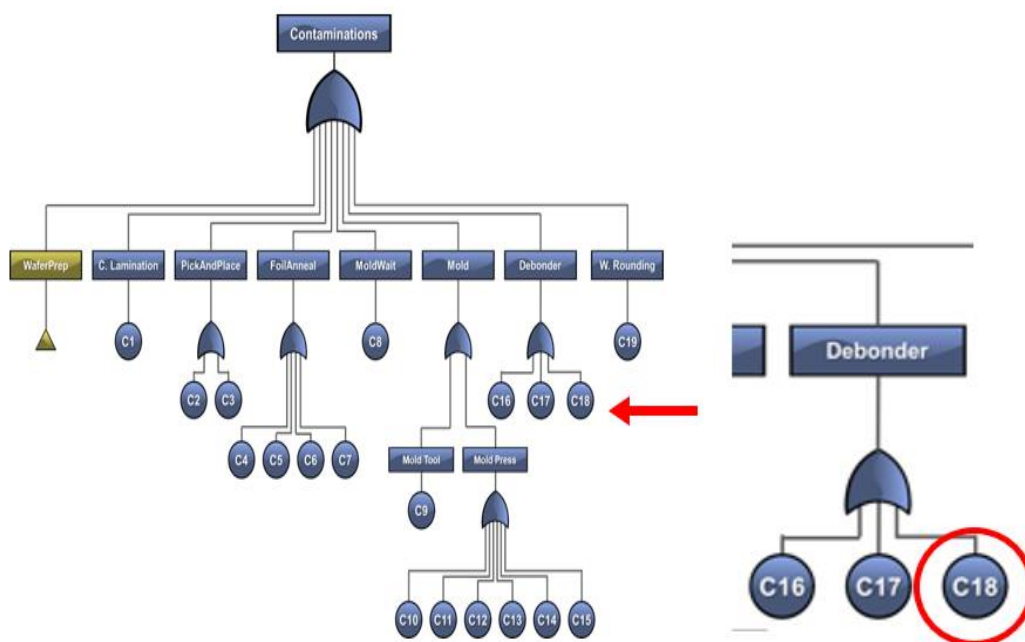 Contaminations
WaferPrep C. Lamination PickAndPlace FoilAnneal MoldWait Mold Debonder W. Rounding
C1 C8 C19
C2 C3 C16 C17 C18
C4 C5 C6 C7 Mold Tool Mold Press
C9
C10 C11 C12 C13 C14 C15
Debonder
C16 C17 C18